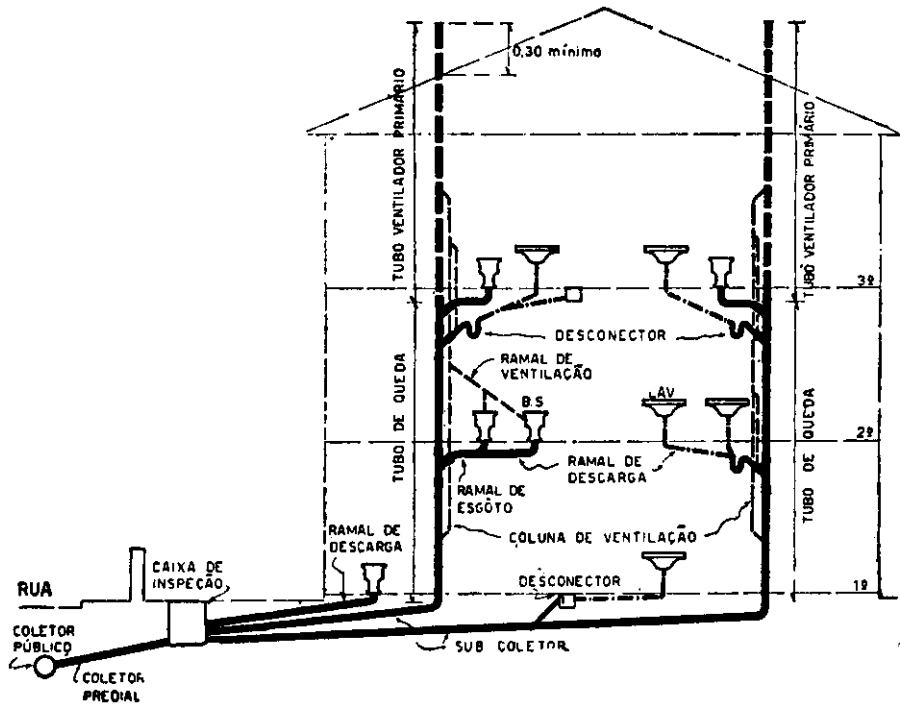 0,30 mínimo
TUBO VENTILADOR PRIMÁRIO
TUBO VENTILADOR PRIMÁRIO
3º
DESCONECTOR
RAMAL DE
VENTILAÇÃO
TUBO DE QUEDA
TUBO DE QUEDA
B.S
LAV
2º
RAMAL DE
DESCARGA
RAMAL DE
ESGÔTO
COLUNA DE VENTILAÇÃO
RAMAL DE
DESCARGA
CAIXA DE
INSPEÇÃO
DESCONECTOR
1º
RUA
COLETOR
PÚBLICO
SUB COLETOR
COLETOR
PREDIAL